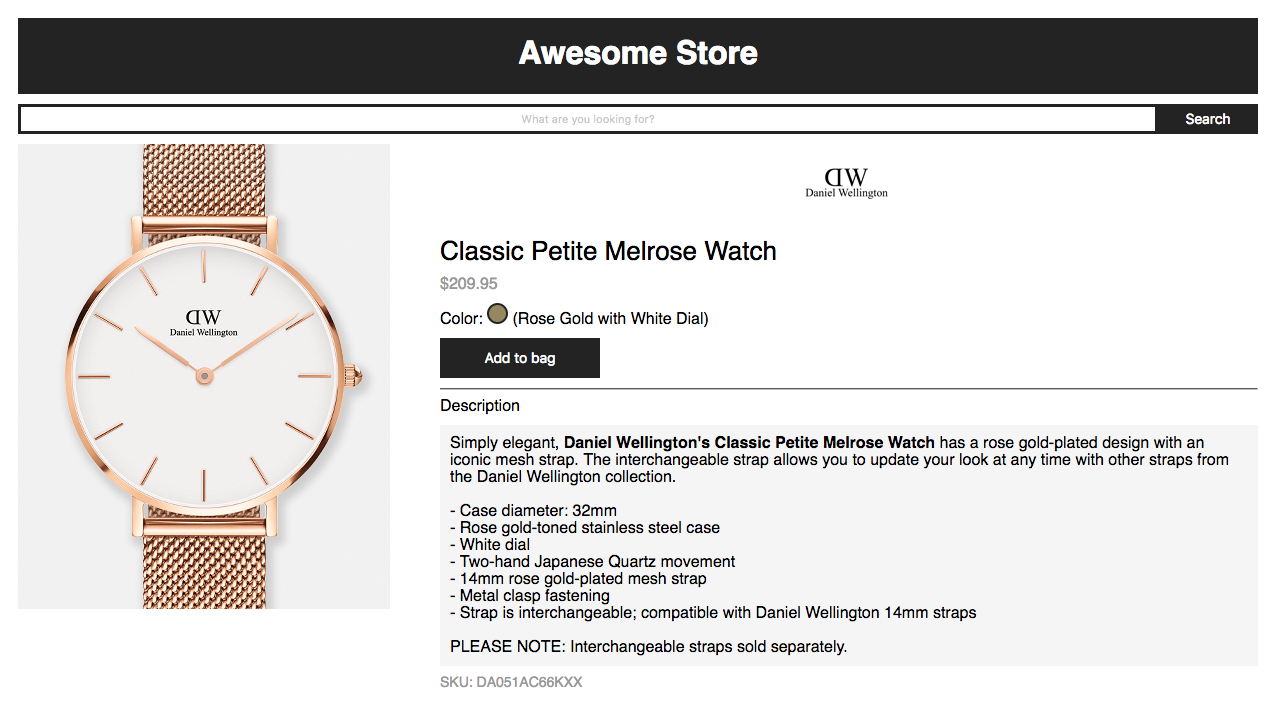 Awesome Store
What are you looking for?
Search
DW
Daniel Wellington
DW
Daniel Wellington
Classic Petite Melrose Watch
$209.95
Color: (Rose Gold with White Dial)
Add to bag
Description
Simply elegant, Daniel Wellington's Classic Petite Melrose Watch has a rose gold-plated design with an
iconic mesh strap. The interchangeable strap allows you to update your look at any time with other straps from
the Daniel Wellington collection.
- Case diameter: 32mm
- Rose gold-toned stainless steel case
- White dial
- Two-hand Japanese Quartz movement
- 14mm rose gold-plated mesh strap
- Metal clasp fastening
- Strap is interchangeable; compatible with Daniel Wellington 14mm straps
PLEASE NOTE: Interchangeable straps sold separately.
SKU: DA051AC66KXX